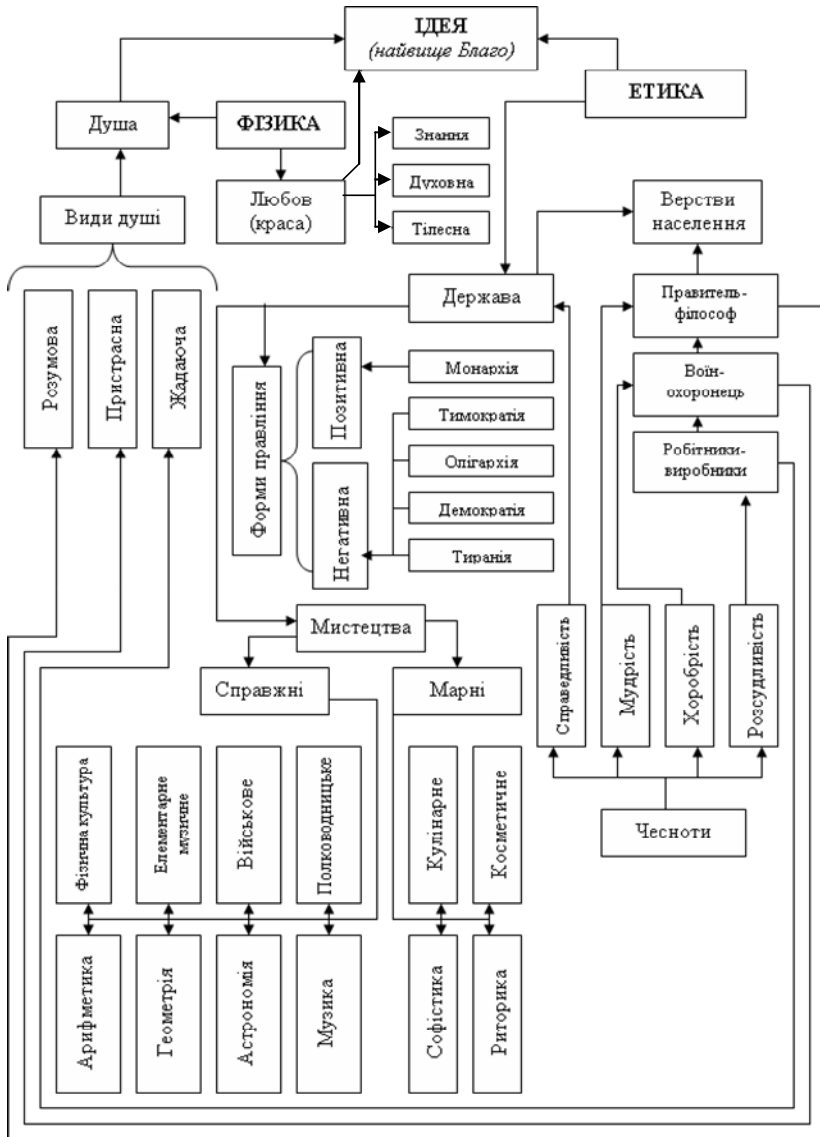 ІДЕЯ
(найвище Благо)
ЕТИКА
Душа
ФІЗИКА
Знання
Духовна
Тілесна
Любов
(краса)
Види душі
Верстви
населення
Розумова
Пристрасна
Жадаюча
Держава
Правитель-
філософ
Воїн-
охоронець
Робітники-
виробники
Форми правління
Позитивна
Негативна
Монархія
Тимократія
Олігархія
Демократія
Тиранія
Мистецтва
Справжні
Марні
Справедливість
Мудрість
Хоробрість
Розсудливість
Чесноти
Фізична культура
Елементарне
музичне
Військове
Полководницьке
Кулінарне
Косметичне
Арифметика
Геометрія
Астрономія
Музика
Софістика
Риторика